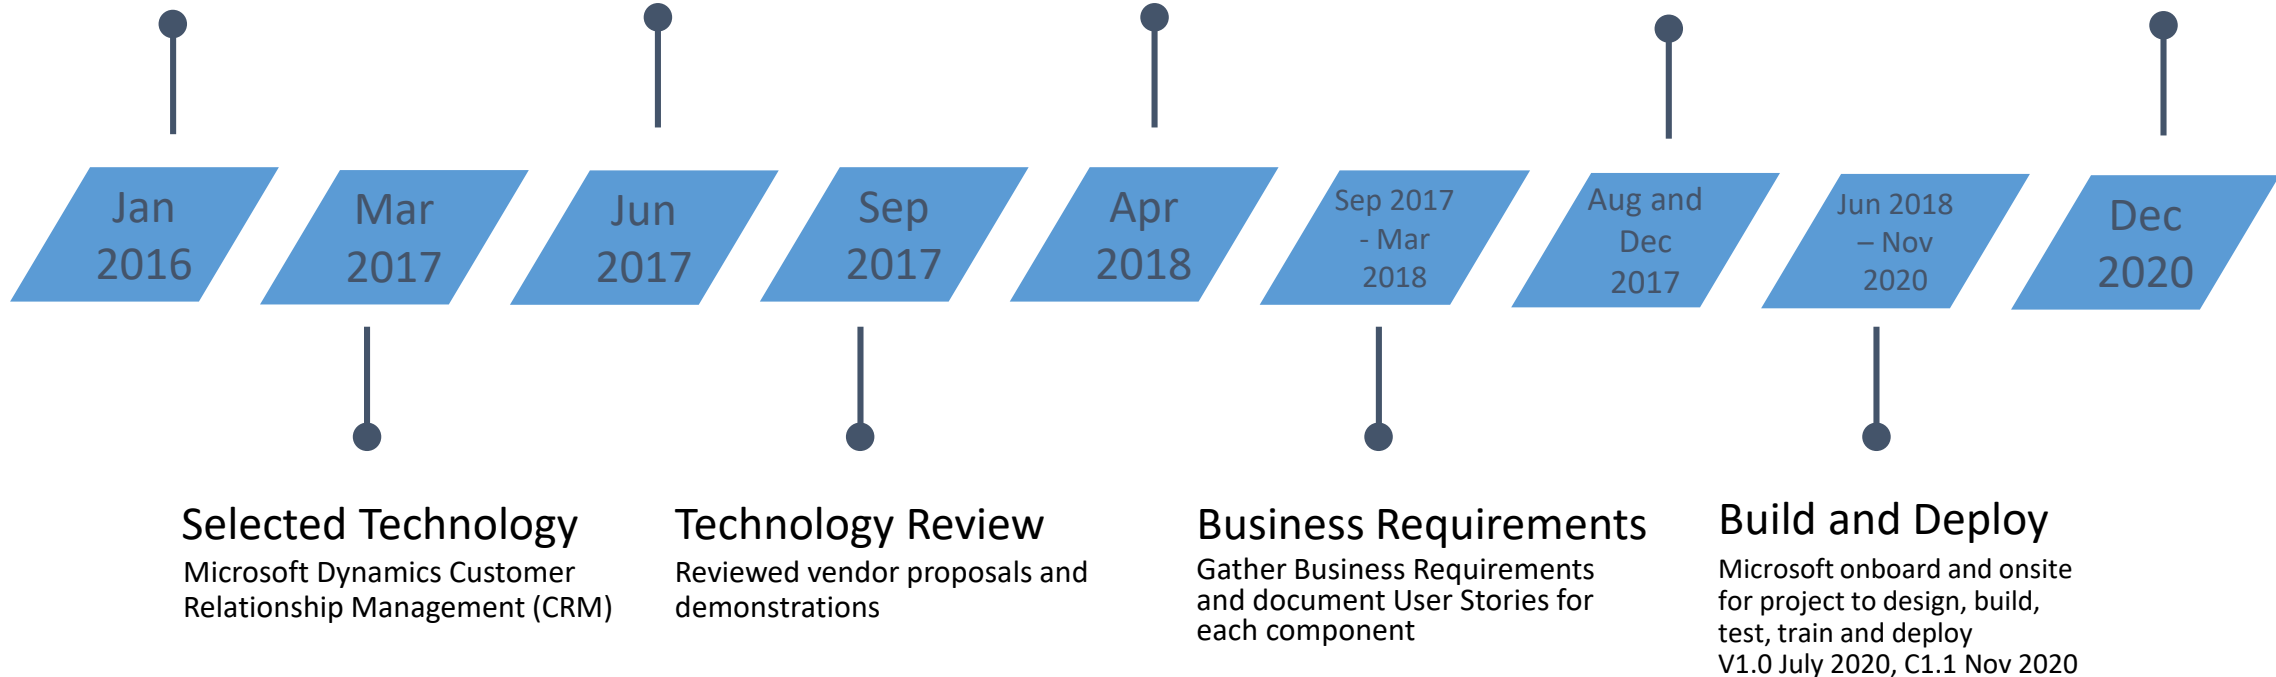 Jan
2016
Mar
2017
Jun
2017
Sep
2017
Apr
2018
Sep 2017
- Mar
2018
Aug and
Dec
2017
Jun 2018
– Nov
2020
Dec
2020
Selected Technology
Microsoft Dynamics Customer
Relationship Management (CRM)
Technology Review
Reviewed vendor proposals and
demonstrations
Business Requirements
Gather Business Requirements
and document User Stories for
each component
Build and Deploy
Microsoft onboard and onsite
for project to design, build,
test, train and deploy
V1.0 July 2020, C1.1 Nov 2020